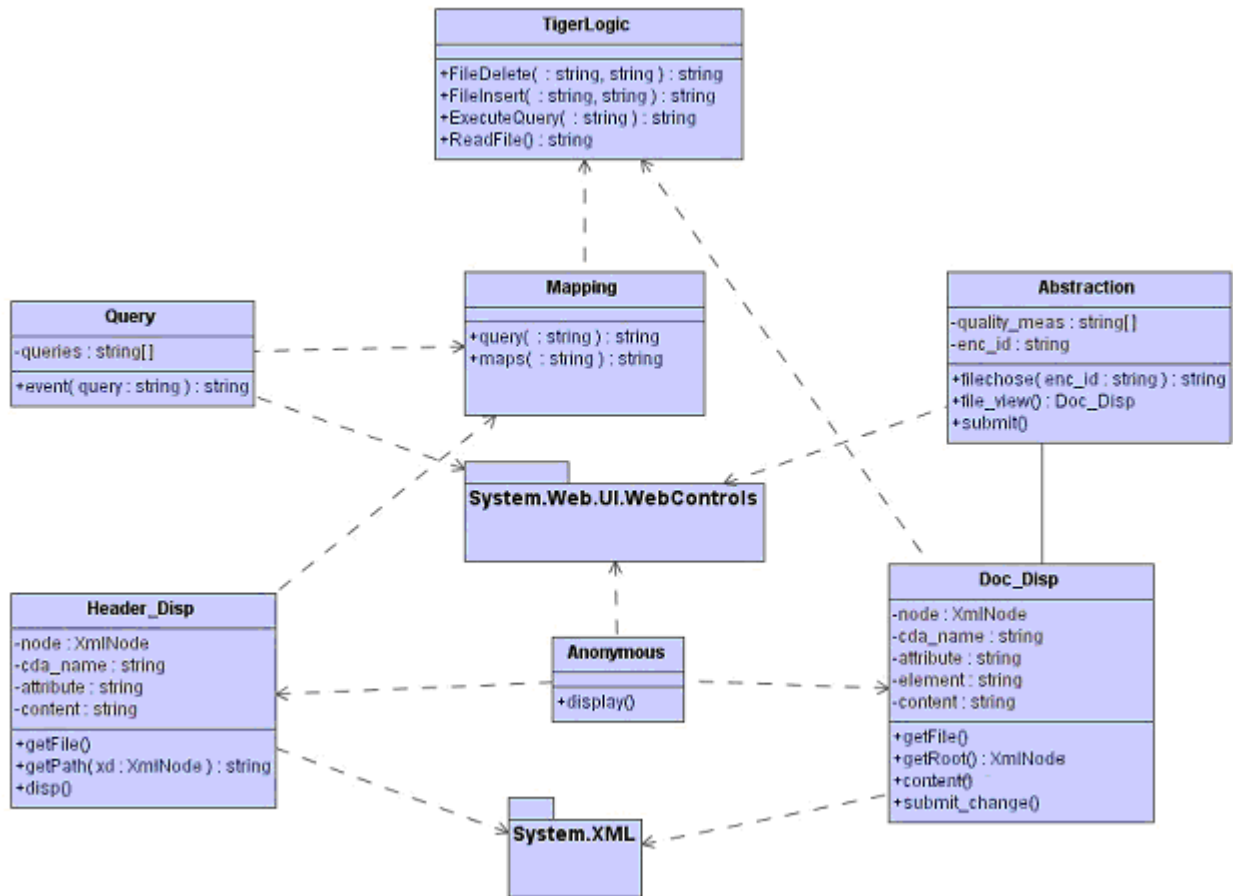 TigerLogic
+FileDelete( : string, string ) : string
+FileInsert( : string, string ) : string
+ExecuteQuery( : string ) : string
+ReadFile() : string
Mapping
+query( : string ) : string
+maps( : string ) : string
Query
-queries : string[]
+event( query : string ) : string
Abstraction
-quality_meas : string[]
-enc_id : string
+filechose( enc_id : string ) : string
+file_view() : Doc_Disp
+submit()
System.Web.UI.WebControls
Header_Disp
-node : XmlNode
-cda_name : string
-attribute : string
-content : string
+getFile()
+getPath( xd : XmlNode ) : string
+disp()
Anonymous
+display()
Doc_Disp
-node : XmlNode
-cda_name : string
-attribute : string
-element : string
-content : string
+getFile()
+getRoot() : XmlNode
+content()
+submit_change()
System.XML